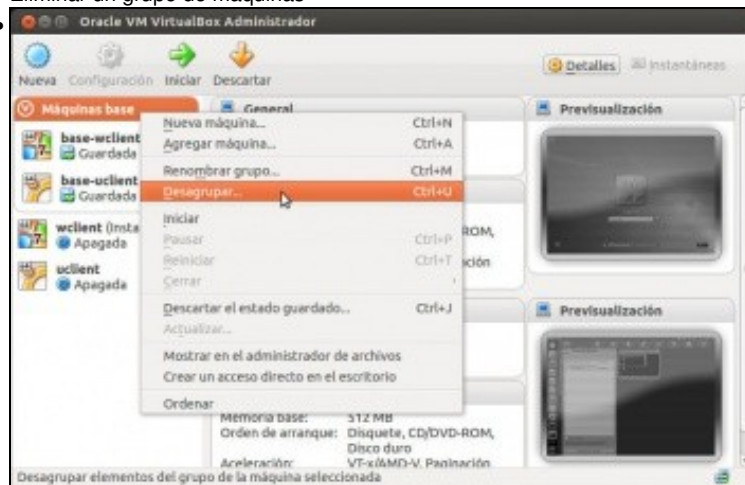 Eliminar un grupo de máquinas
Oracle VM VirtualBox Administrador
Nueva Configuración Iniciar Descartar
Detalles Instantáneas
Máquinas base
base-wclient
Guardada
base-uclient
Guardada
wclient (Insta
Apagada
uclient
Apagada
General
Nueva máquina... Ctrl+N
Agregar máquina... Ctrl+A
Renombrar grupo... Ctrl+M
Desagrupar... Ctrl+U
Iniciar
Pausar Ctrl+P
Reiniciar Ctrl+T
Cerrar
Descartar el estado guardado... Ctrl+J
Actualizar...
Mostrar en el administrador de archivos
Crear un acceso directo en el escritorio
Ordenar
ROM,
ción
Memoria base: 512 MB
Orden de arranque: Disquete, CD/DVD-ROM,
Disco duro
Aceleración: VT-x/AMD-V, Paginación
Previsualización
Previsualización
Desagrupar elementos del grupo de la máquina seleccionada